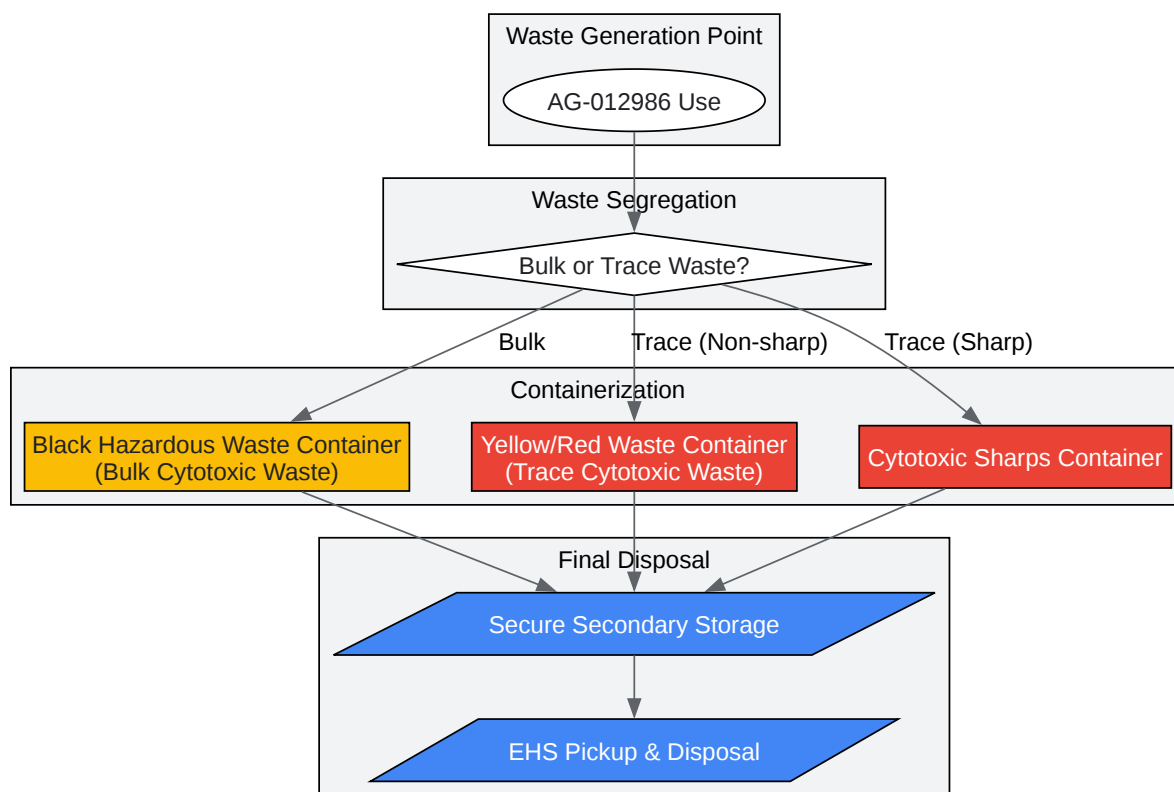 Waste Generation Point
AG-012986 Use
Waste Segregation
Bulk or Trace Waste?
Bulk
Trace (Non-sharp)
Trace (Sharp)
Containerization
Black Hazardous Waste Container
(Bulk Cytotoxic Waste)
Yellow/Red Waste Container
(Trace Cytotoxic Waste)
Cytotoxic Sharps Container
Final Disposal
Secure Secondary Storage
EHS Pickup & Disposal